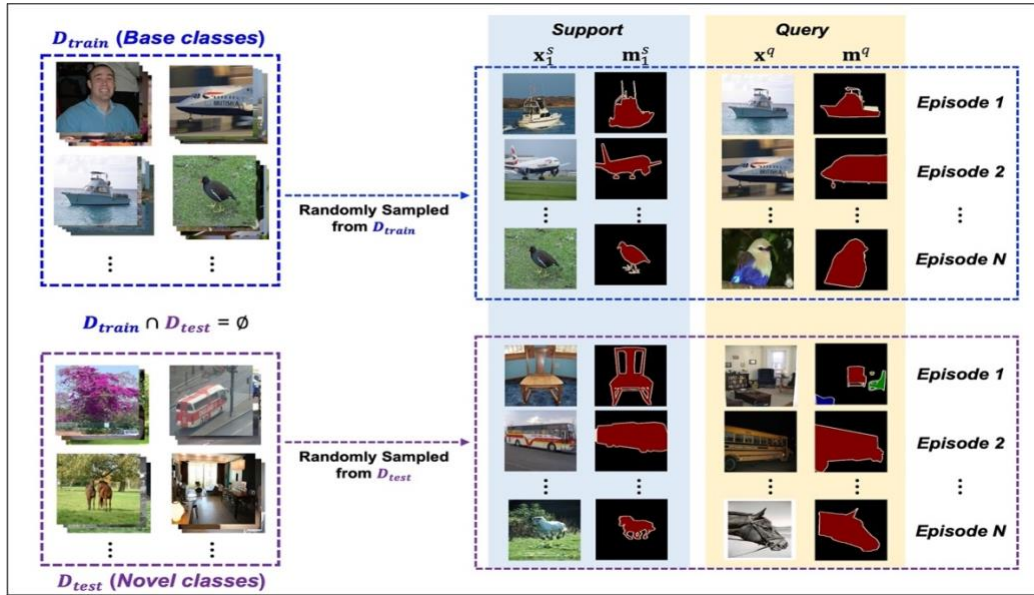 D_train (Base classes)
Support
Query
x_1^s
m_1^s
x^q
m^q
Episode 1
Episode 2
Episode N
Randomly Sampled
from D_train
D_train ∩ D_test = ∅
Randomly Sampled
from D_test
Episode 1
Episode 2
Episode N
D_test (Novel classes)